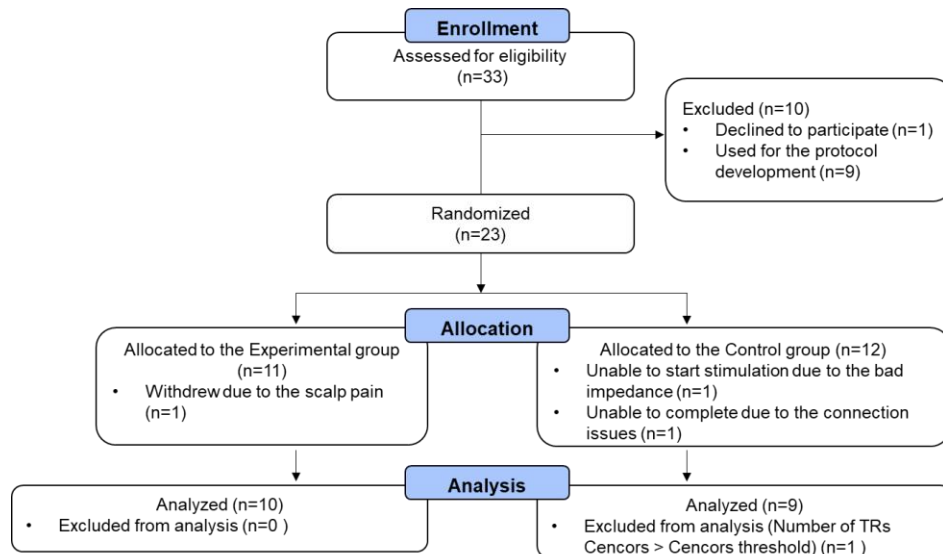 Enrollment
Assessed for eligibility
(n=33)
Excluded (n=10)
• Declined to participate (n=1)
• Used for the protocol
development (n=9)
Randomized
(n=23)
Allocation
Allocated to the Experimental group
(n=11)
• Withdrew due to the scalp pain
(n=1)
Allocated to the Control group (n=12)
• Unable to start stimulation due to the bad
impedance (n=1)
• Unable to complete due to the connection
issues (n=1)
Analysis
Analyzed (n=10)
• Excluded from analysis (n=0 )
Analyzed (n=9)
• Excluded from analysis (Number of TRs
Cencors > Cencors threshold) (n=1 )